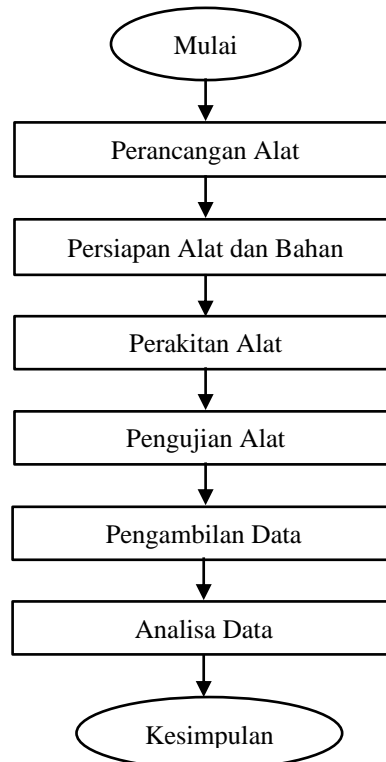 Mulai
Perancangan Alat
Persiapan Alat dan Bahan
Perakitan Alat
Pengujian Alat
Pengambilan Data
Analisa Data
Kesimpulan